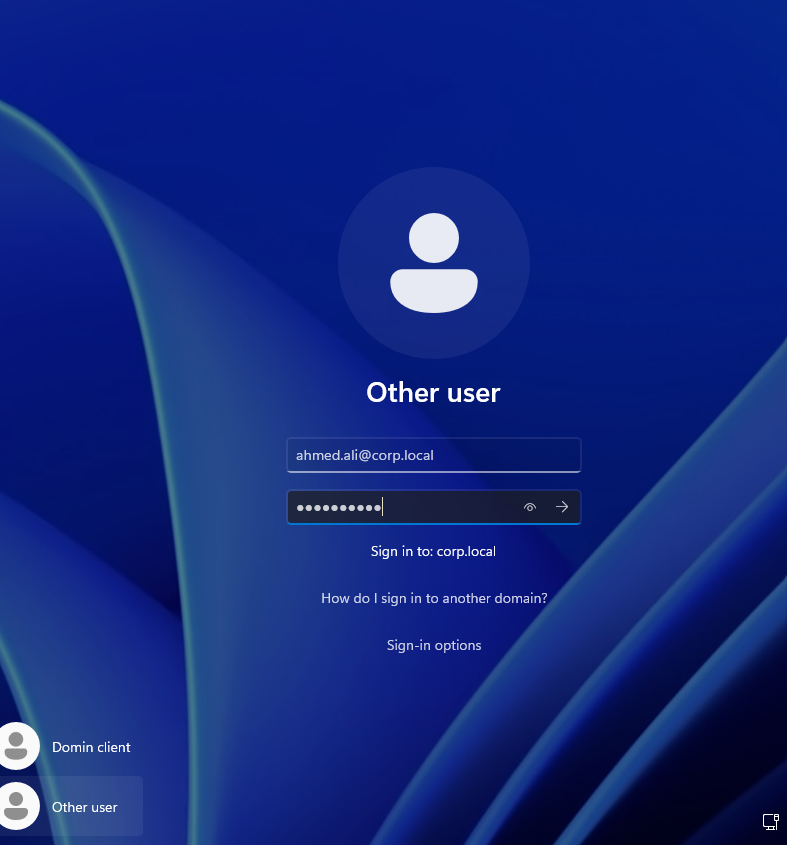 Other user
ahmed.ali@corp.local
●●●●●●●●●●
Sign in to: corp.local
How do I sign in to another domain?
Sign-in options
Domin client
Other user